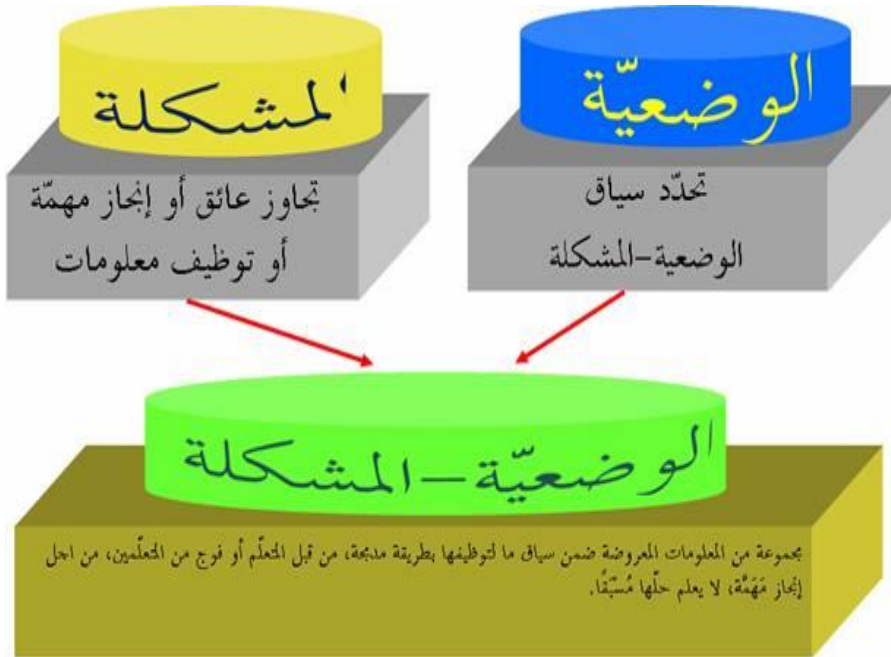 الوضعيّة
تحدّد سياق
الوضعية-المشكلة
المشكلة
تجاوز عائق أو إنجاز مهمّة
أو توظيف معلومات
الوضعيّة-المشكلة
مجموعة من المعلومات المعروضة ضمن سياق ما لتوظيفها بطريقة مدمجة، من قبل المتعلّم أو فوج من المتعلّمين، من اجل
إنجاز مَهَمَّة، لا يعلم حلّها مُسْبَقًا.